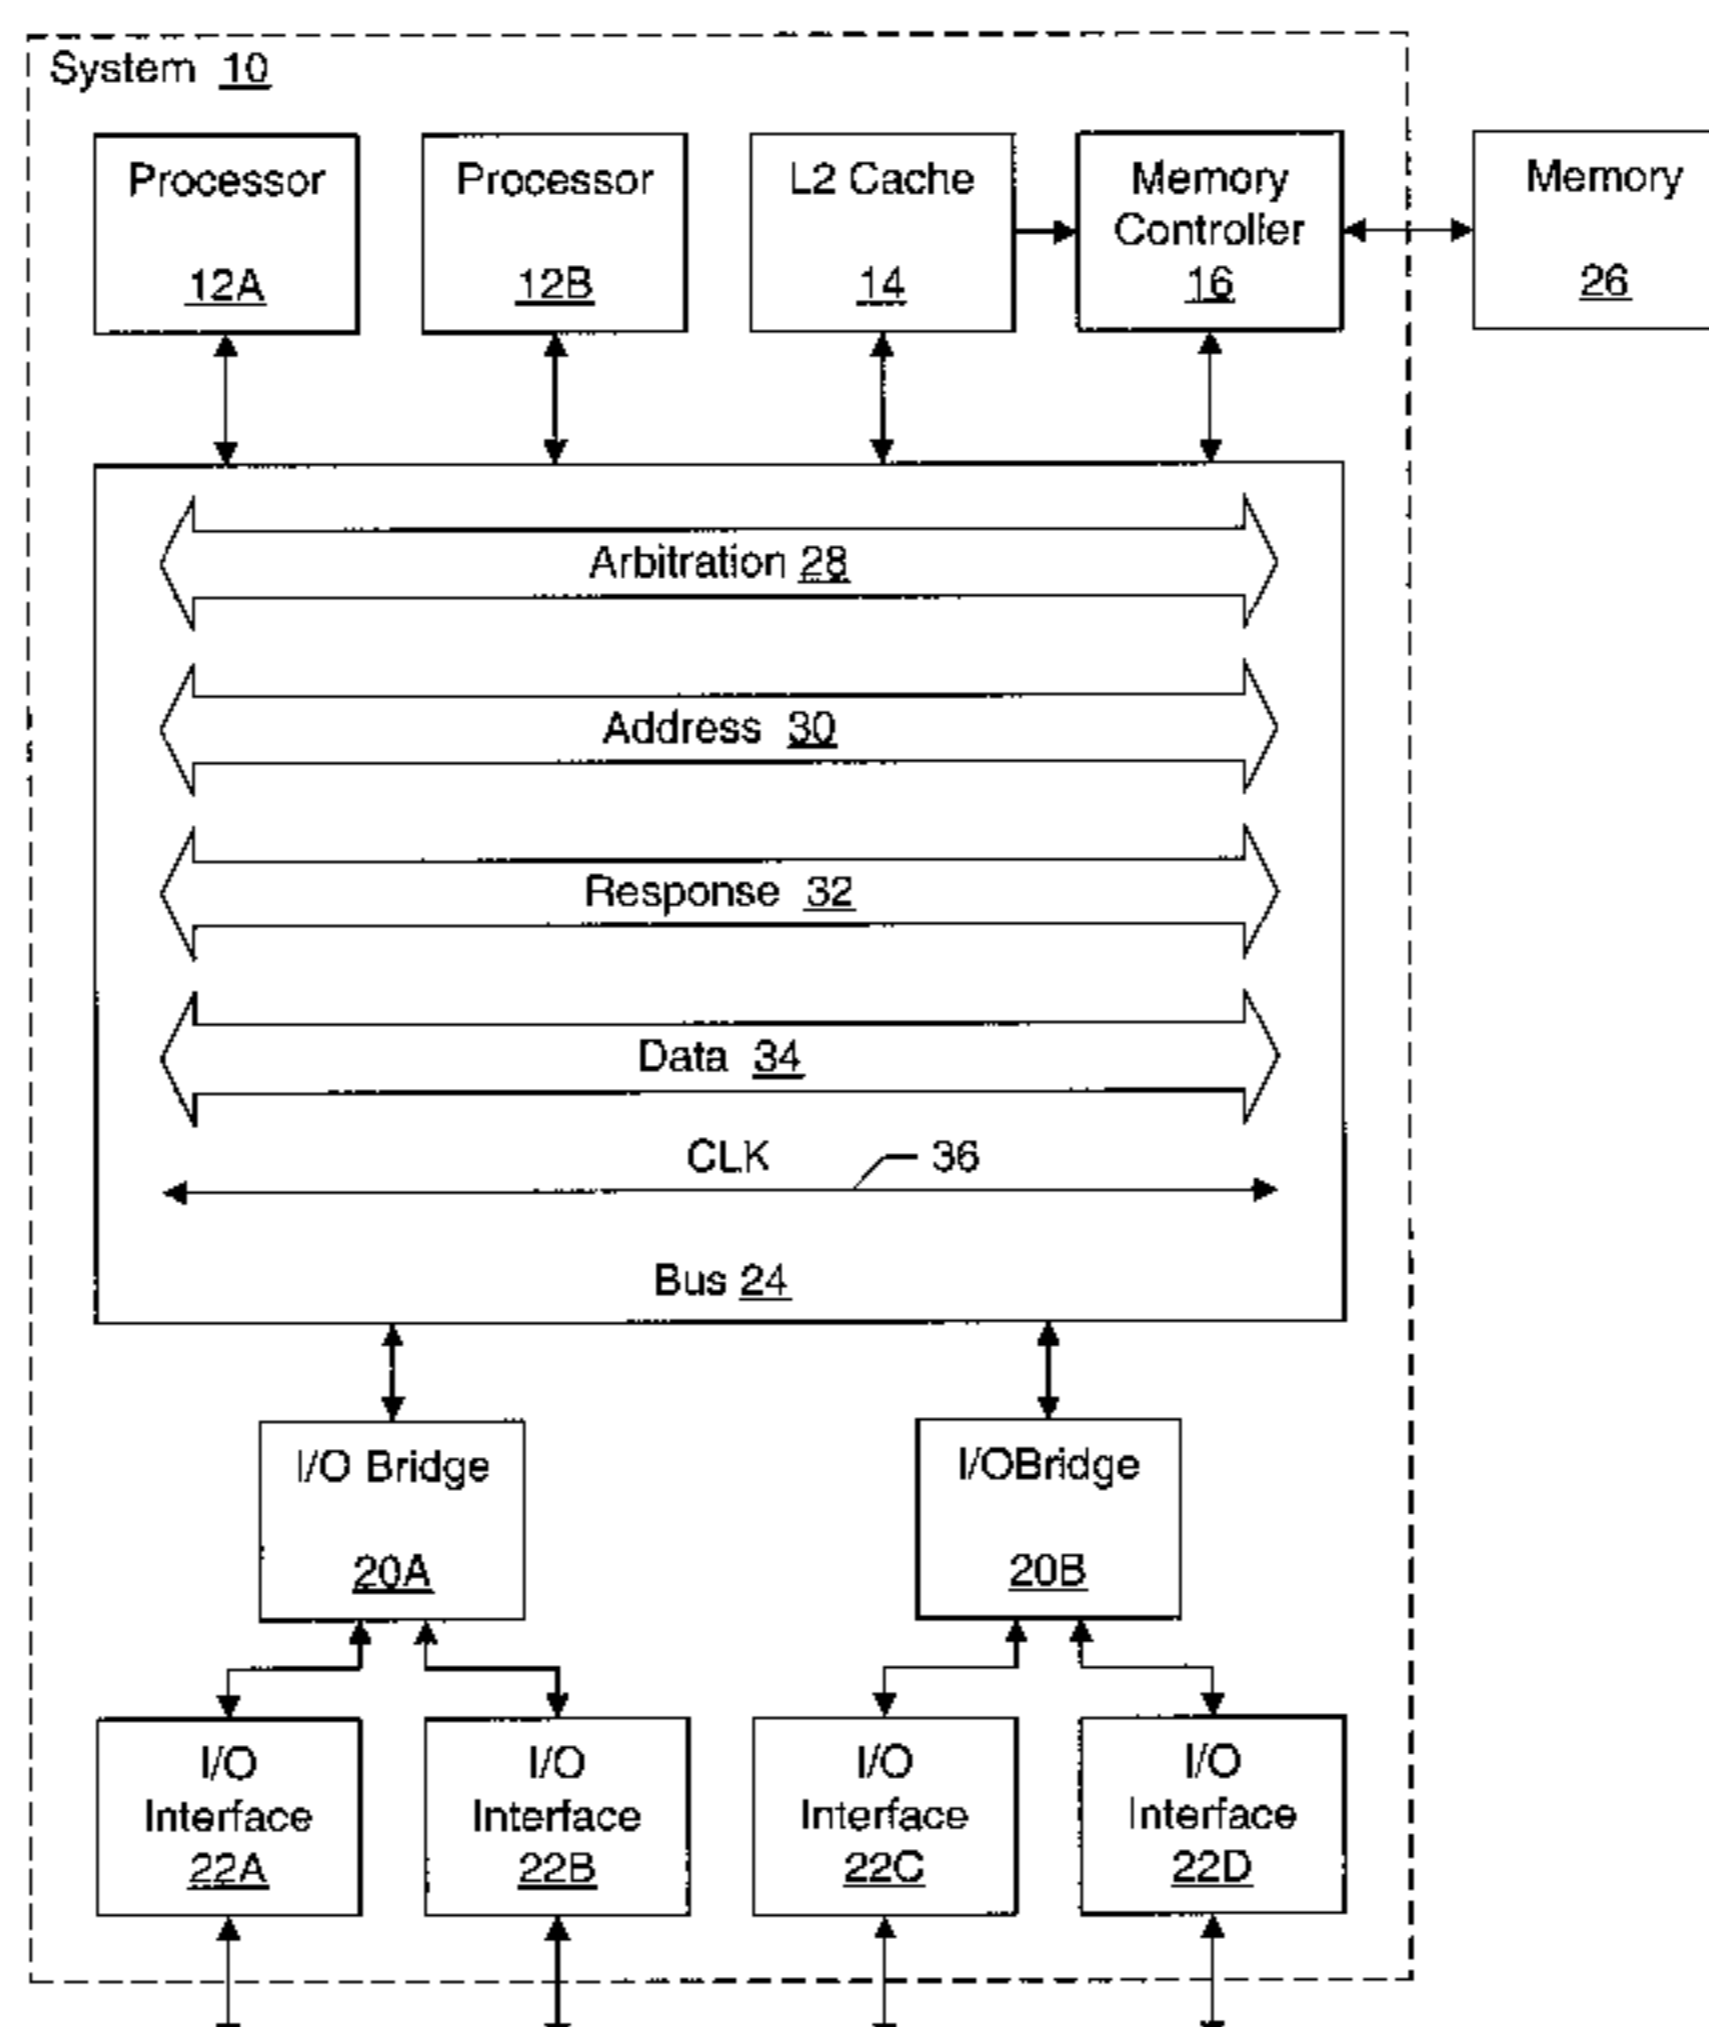 System 10
Processor
12A
Processor
12B
L2 Cache
14
Memory
Controller
16
Memory
26
Arbitration 28
Address 30
Response 32
Data 34
CLK 36
Bus 24
I/O Bridge
20A
I/OBridge
20B
I/O
Interface
22A
I/O
Interface
22B
I/O
Interface
22C
I/O
Interface
22D